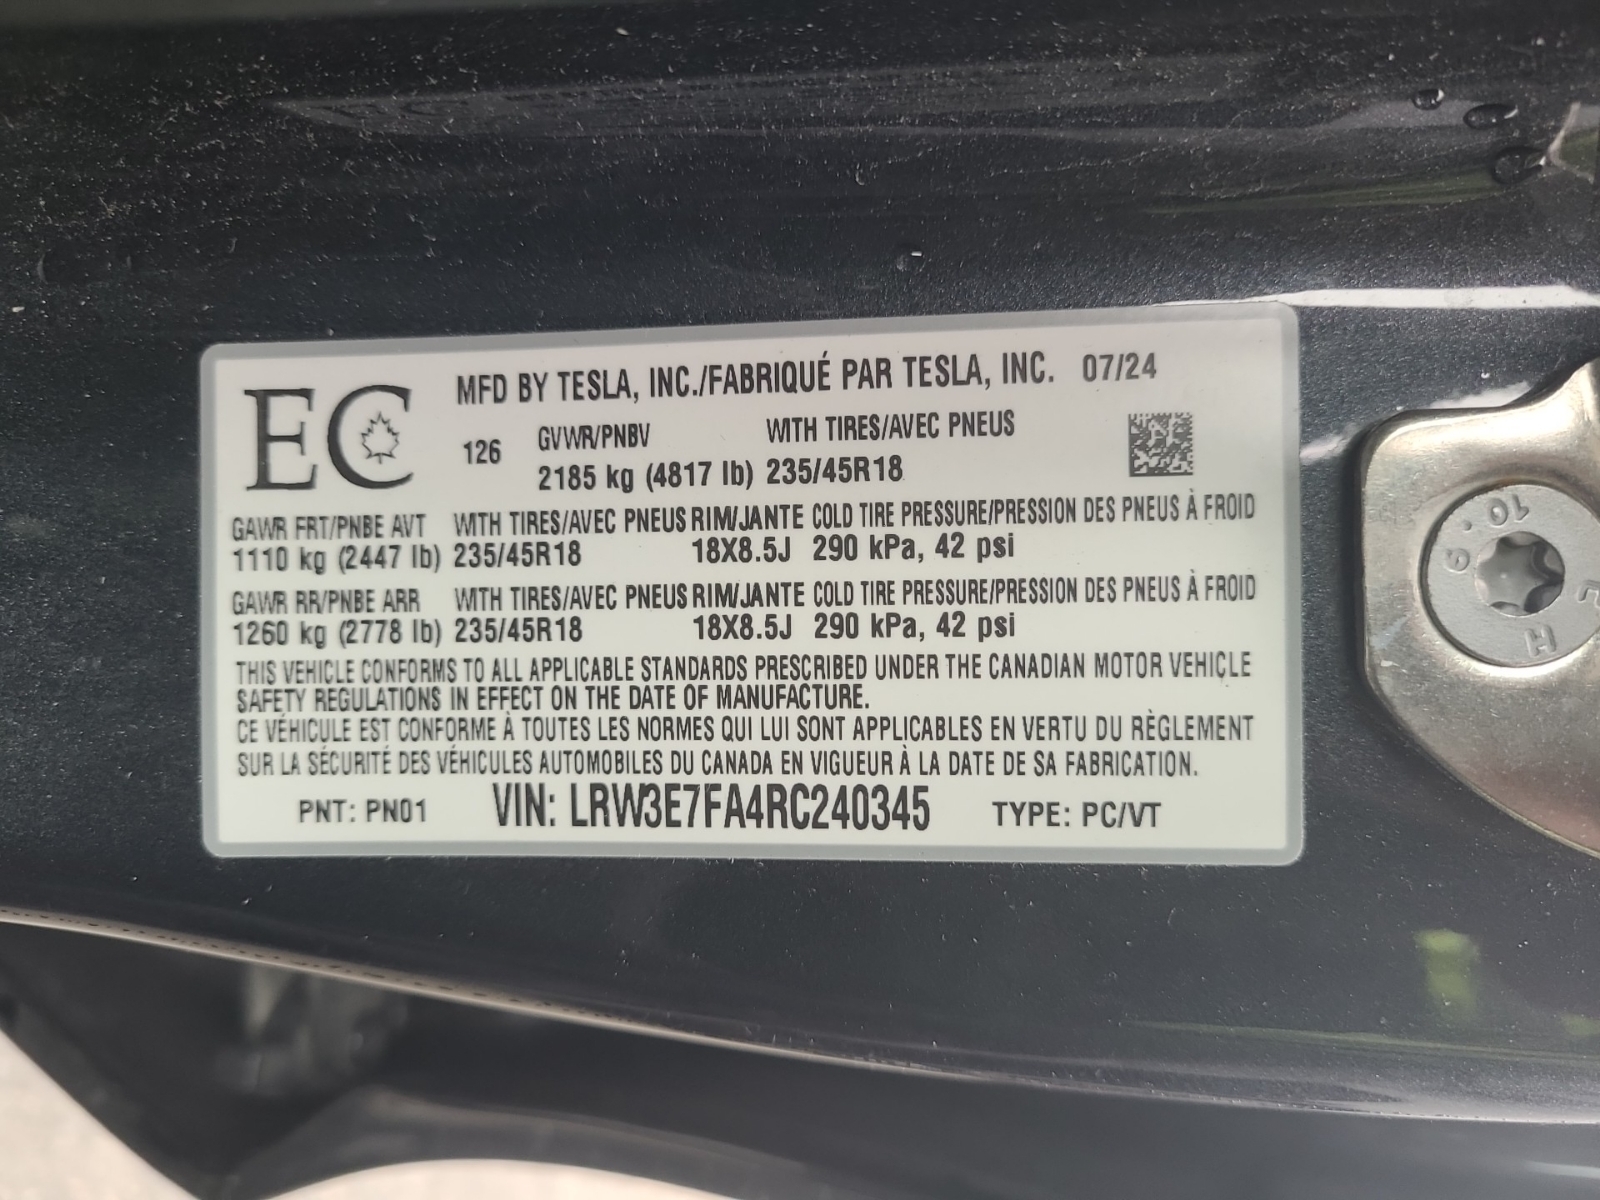 EC
MFD BY TESLA, INC./FABRIQUÉ PAR TESLA, INC. 07/24
126 GVWR/PNBV WITH TIRES/AVEC PNEUS
2185 kg (4817 lb) 235/45R18
GAWR FRT/PNBE AVT WITH TIRES/AVEC PNEUS RIM/JANTE COLD TIRE PRESSURE/PRESSION DES PNEUS À FROID
1110 kg (2447 lb) 235/45R18 18X8.5J 290 kPa, 42 psi
GAWR RR/PNBE ARR WITH TIRES/AVEC PNEUS RIM/JANTE COLD TIRE PRESSURE/PRESSION DES PNEUS À FROID
1260 kg (2778 lb) 235/45R18 18X8.5J 290 kPa, 42 psi
THIS VEHICLE CONFORMS TO ALL APPLICABLE STANDARDS PRESCRIBED UNDER THE CANADIAN MOTOR VEHICLE
SAFETY REGULATIONS IN EFFECT ON THE DATE OF MANUFACTURE.
CE VÉHICULE EST CONFORME À TOUTES LES NORMES QUI LUI SONT APPLICABLES EN VERTU DU RÈGLEMENT
SUR LA SÉCURITÉ DES VÉHICULES AUTOMOBILES DU CANADA EN VIGUEUR À LA DATE DE SA FABRICATION.
PNT: PN01 VIN: LRW3E7FA4RC240345 TYPE: PC/VT